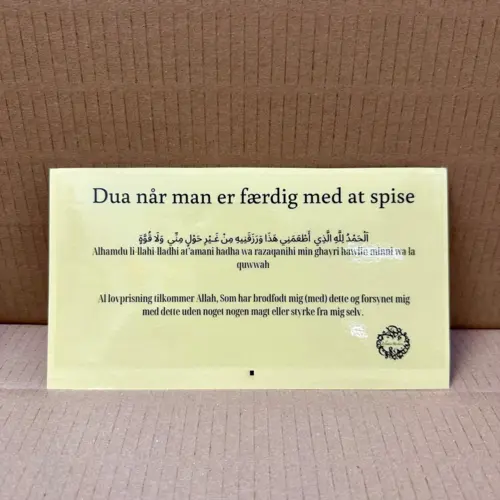 Dua når man er færdig med at spise
اَلْحَمْدُ لِلّٰهِ الَّذِي أَطْعَمَنِي هَذَا وَرَزَقَنِيهِ مِنْ غَيْرِ حَوْلٍ مِنِّي وَلَا قُوَّةٍ
Alhamdu li-llahi lladhi at'amani hadha wa razaqanihi min ghayri hawlin minni wa la
quwwah
Al lovprisning tilkommer Allah, Som har brødfødt mig (med) dette og forsynet mig
med dette uden noget nogen magt eller styrke fra mig selv.